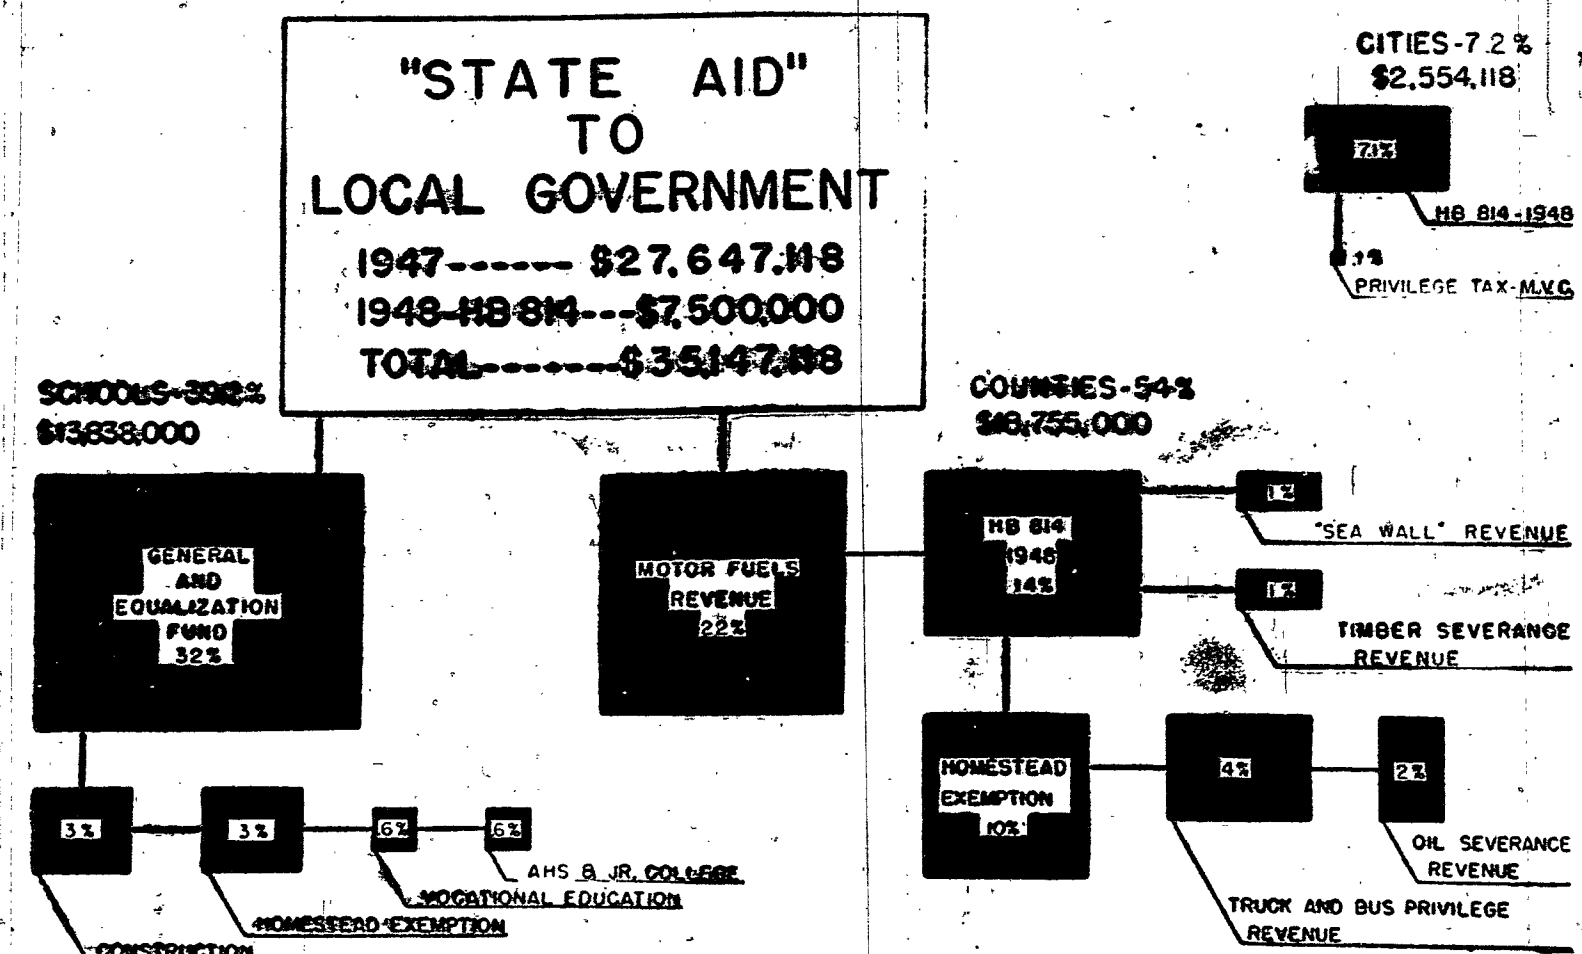 "STATE AID"
TO
LOCAL GOVERNMENT
1947------ $27,647,118
1948-HB 814---$7,500,000
TOTAL-------$35,147,118
CITIES-7.2%
$2,554,118
7.1%
HB 814-1948
.1%
PRIVILEGE TAX-M.V.C.
SCHOOLS-39.2%
$13,838,000
GENERAL
AND
EQUALIZATION
FUND
32%
3%
3%
.6%
.6%
AHS & JR. COLLEGE
VOCATIONAL EDUCATION
HOMESTEAD EXEMPTION
CONSTRUCTION
MOTOR FUELS
REVENUE
22%
COUNTIES-54%
$18,755,000
HB 814
1948
14%
1%
"SEA WALL" REVENUE
1%
TIMBER SEVERANCE
REVENUE
HOMESTEAD
EXEMPTION
10%
4%
2%
OIL SEVERANCE
REVENUE
TRUCK AND BUS PRIVILEGE
REVENUE